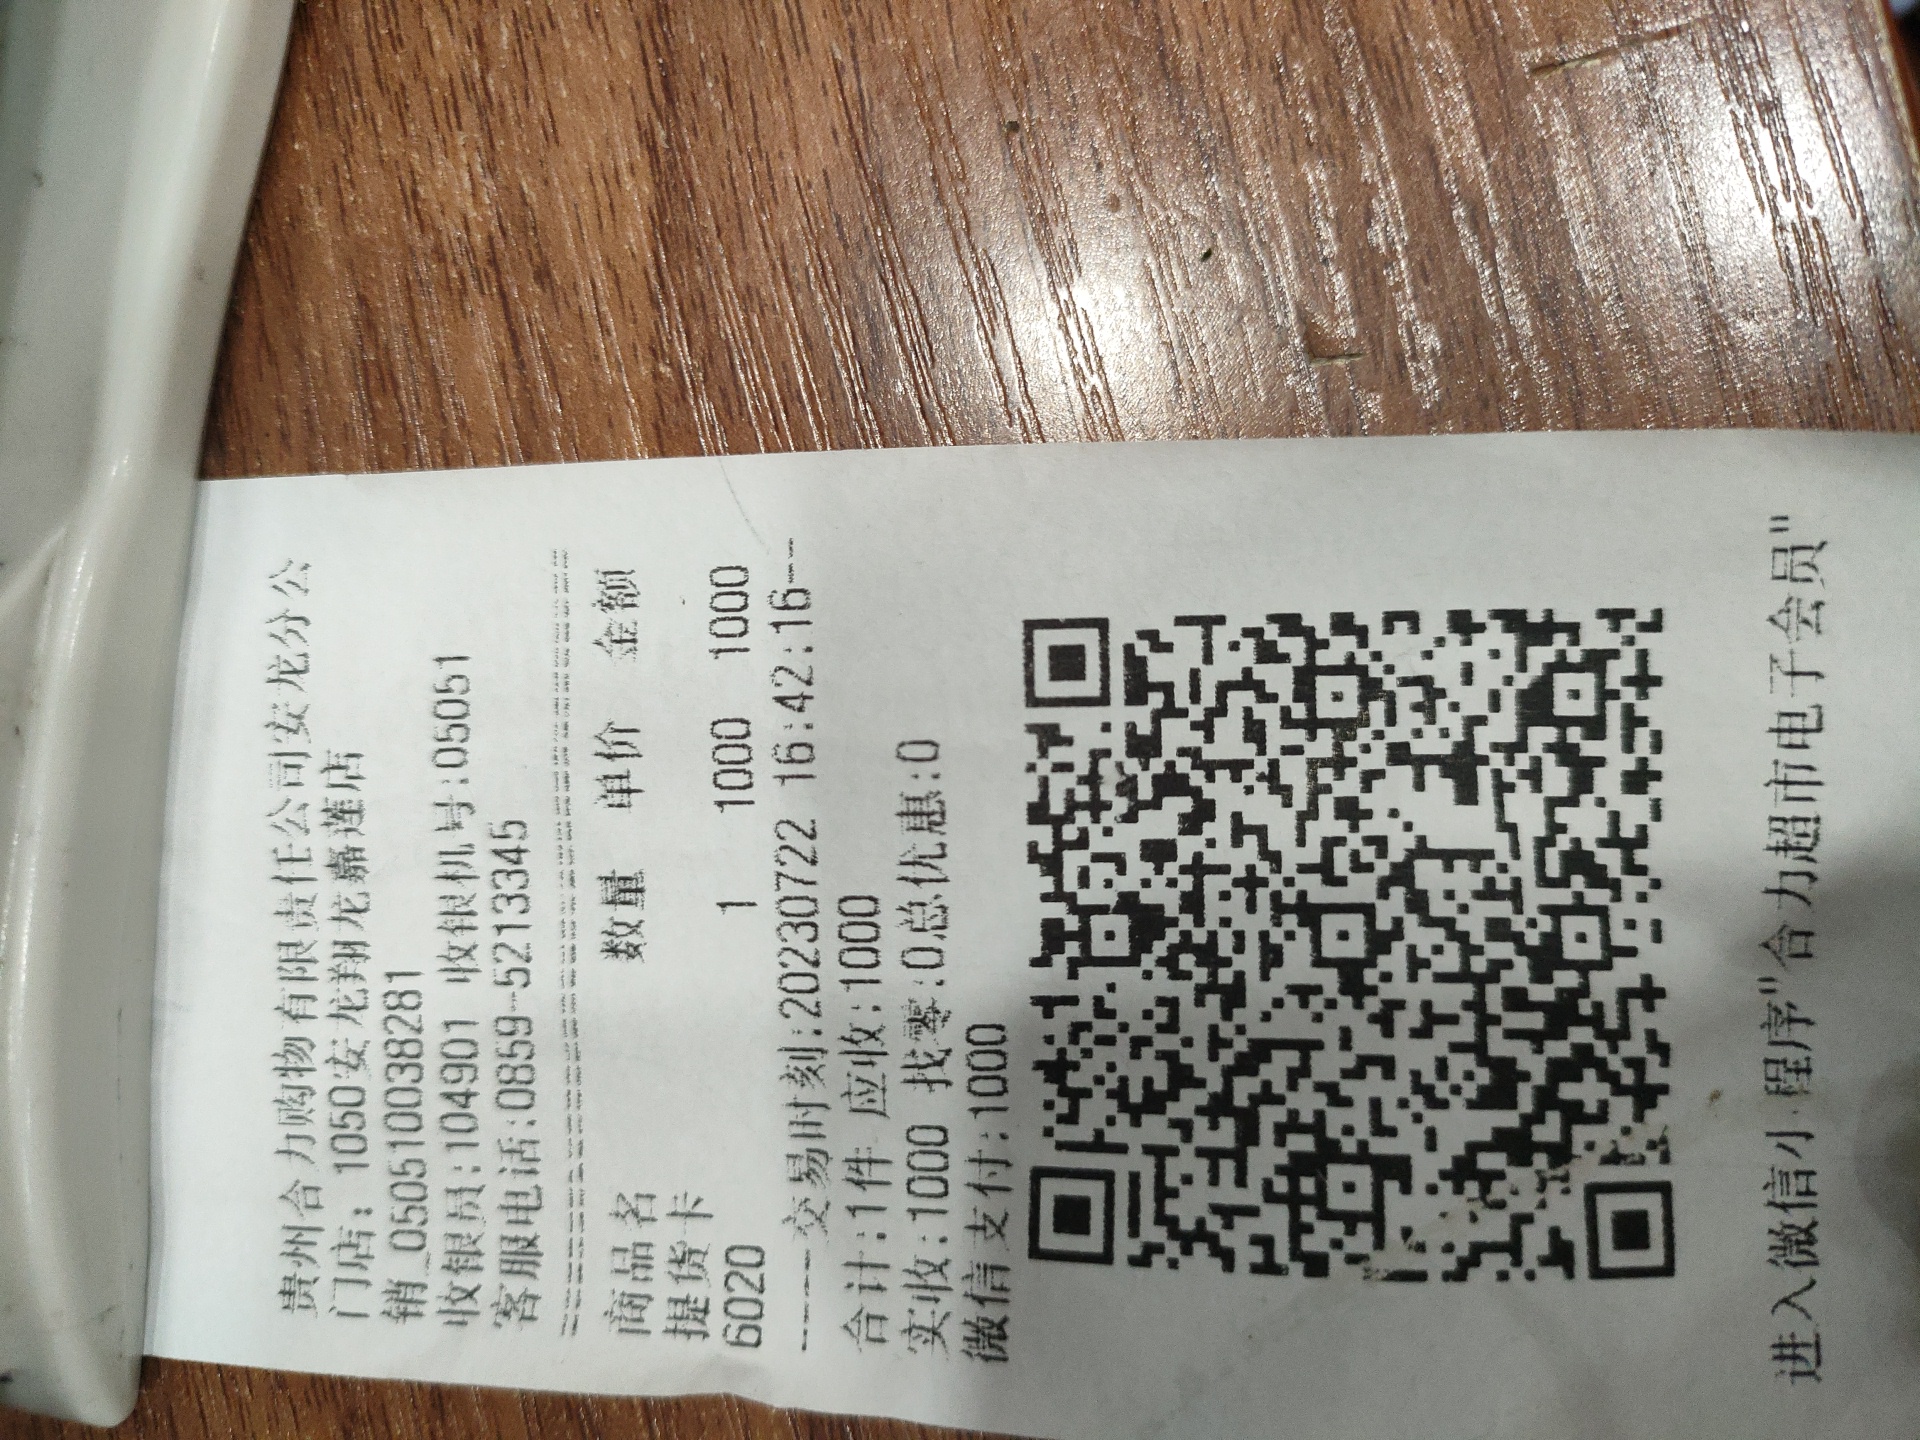 贵州合力购物有限责任公司安龙分公
门店: 1050安龙翔龙嘉莲店
销_050510038281
收银员:104901 收银机号:05051
客服电话:0859-5213345
商品名 数量 单价 金额
提货卡
6020 1 1000 1000
-----交易时刻:20230722 16:42:16---
合计:1件 应收:1000
实收:1000 找零:0总优惠:0
微信支付:1000
进入微信小程序"合力超市电子会员"